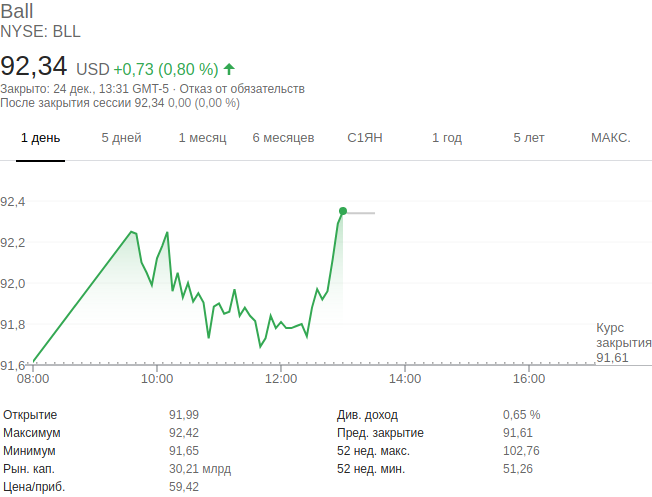 Ball
NYSE: BLL
92,34 USD +0,73 (0,80 %)
Закрыто: 24 дек., 13:31 GMT-5 · Отказ от обязательств
После закрытия сессии 92,34 0,00 (0,00 %)
1 день 5 дней 1 месяц 6 месяцев С1ЯН 1 год 5 лет МАКС.
92,4
92,2
92,0
91,8
Курс
закрытия
91,61
91,6
08:00 10:00 12:00 14:00 16:00
Открытие 91,99 Див. доход 0,65 %
Максимум 92,42 Пред. закрытие 91,61
Минимум 91,65 52 нед. макс. 102,76
Рын. кап. 30,21 млрд 52 нед. мин. 51,26
Цена/приб. 59,42